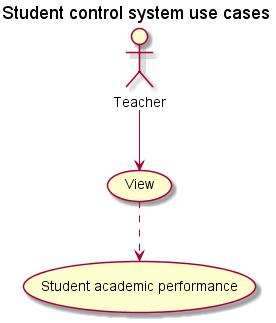 Student control system use cases
Teacher
View
Student academic performance